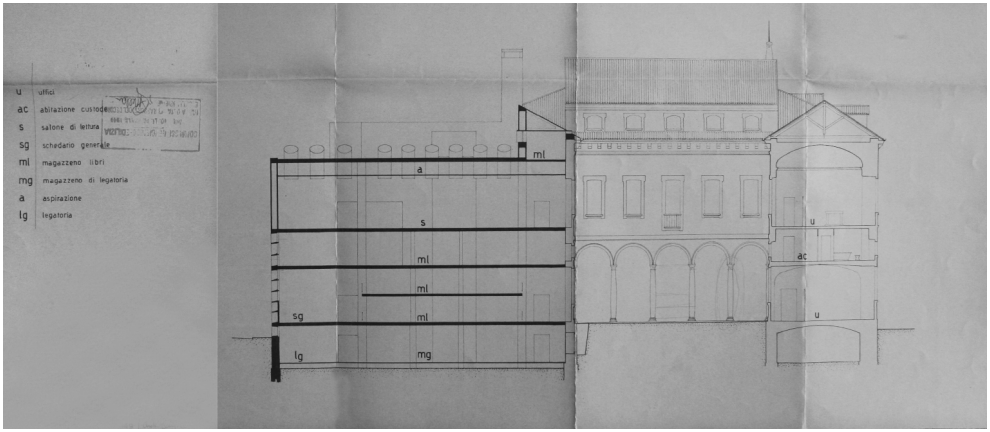 u uffici
ac abitazione custode
s salone di lettura
sg schedario generale
ml magazzeno libri
mg magazzeno di legatoria
a aspirazione
lg legatoria
ml
a
s
u
ml
ac
ml
sg ml
u
lg mg